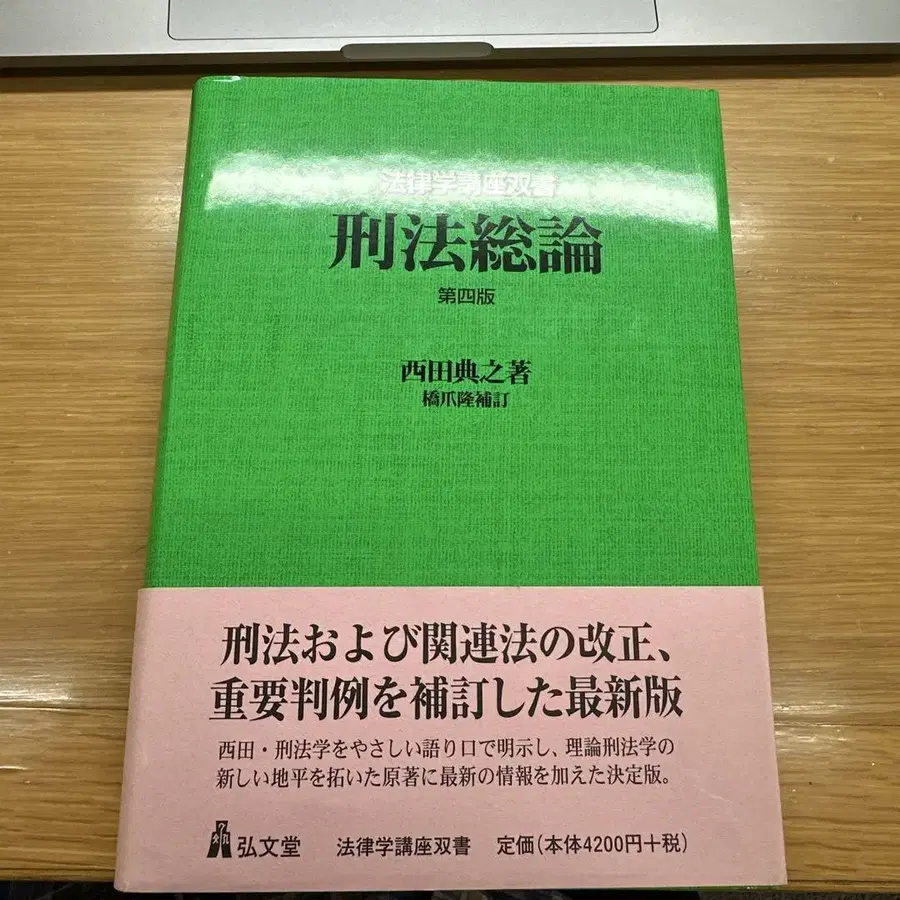 法律学講座双書
刑法総論
第四版
西田典之著
橋爪隆補訂
刑法および関連法の改正、
重要判例を補訂した最新版
西田・刑法学をやさしい語り口で明示し、理論刑法学の
新しい地平を拓いた原著に最新の情報を加えた決定版。
弘文堂 法律学講座双書 定価(本体4200円+税)